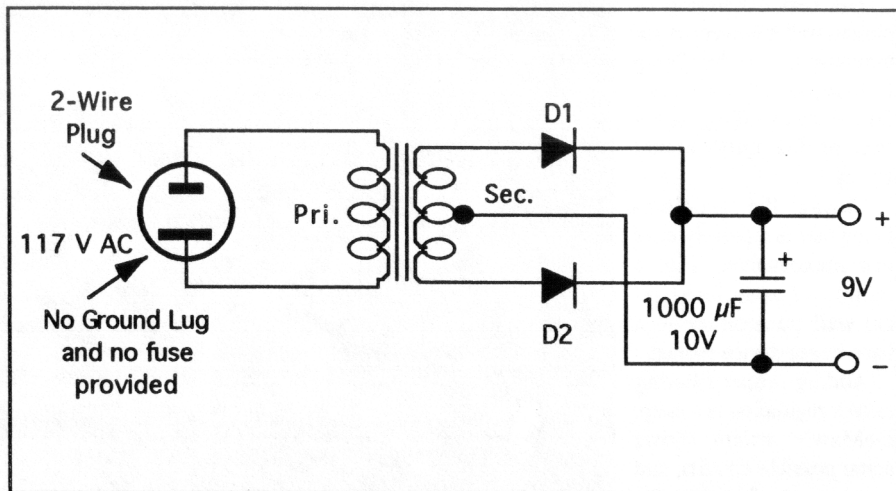 2-Wire
Plug
117 V AC
No Ground Lug
and no fuse
provided
Pri.
Sec.
D1
D2
1000 µF
10V
+
+
9V
−